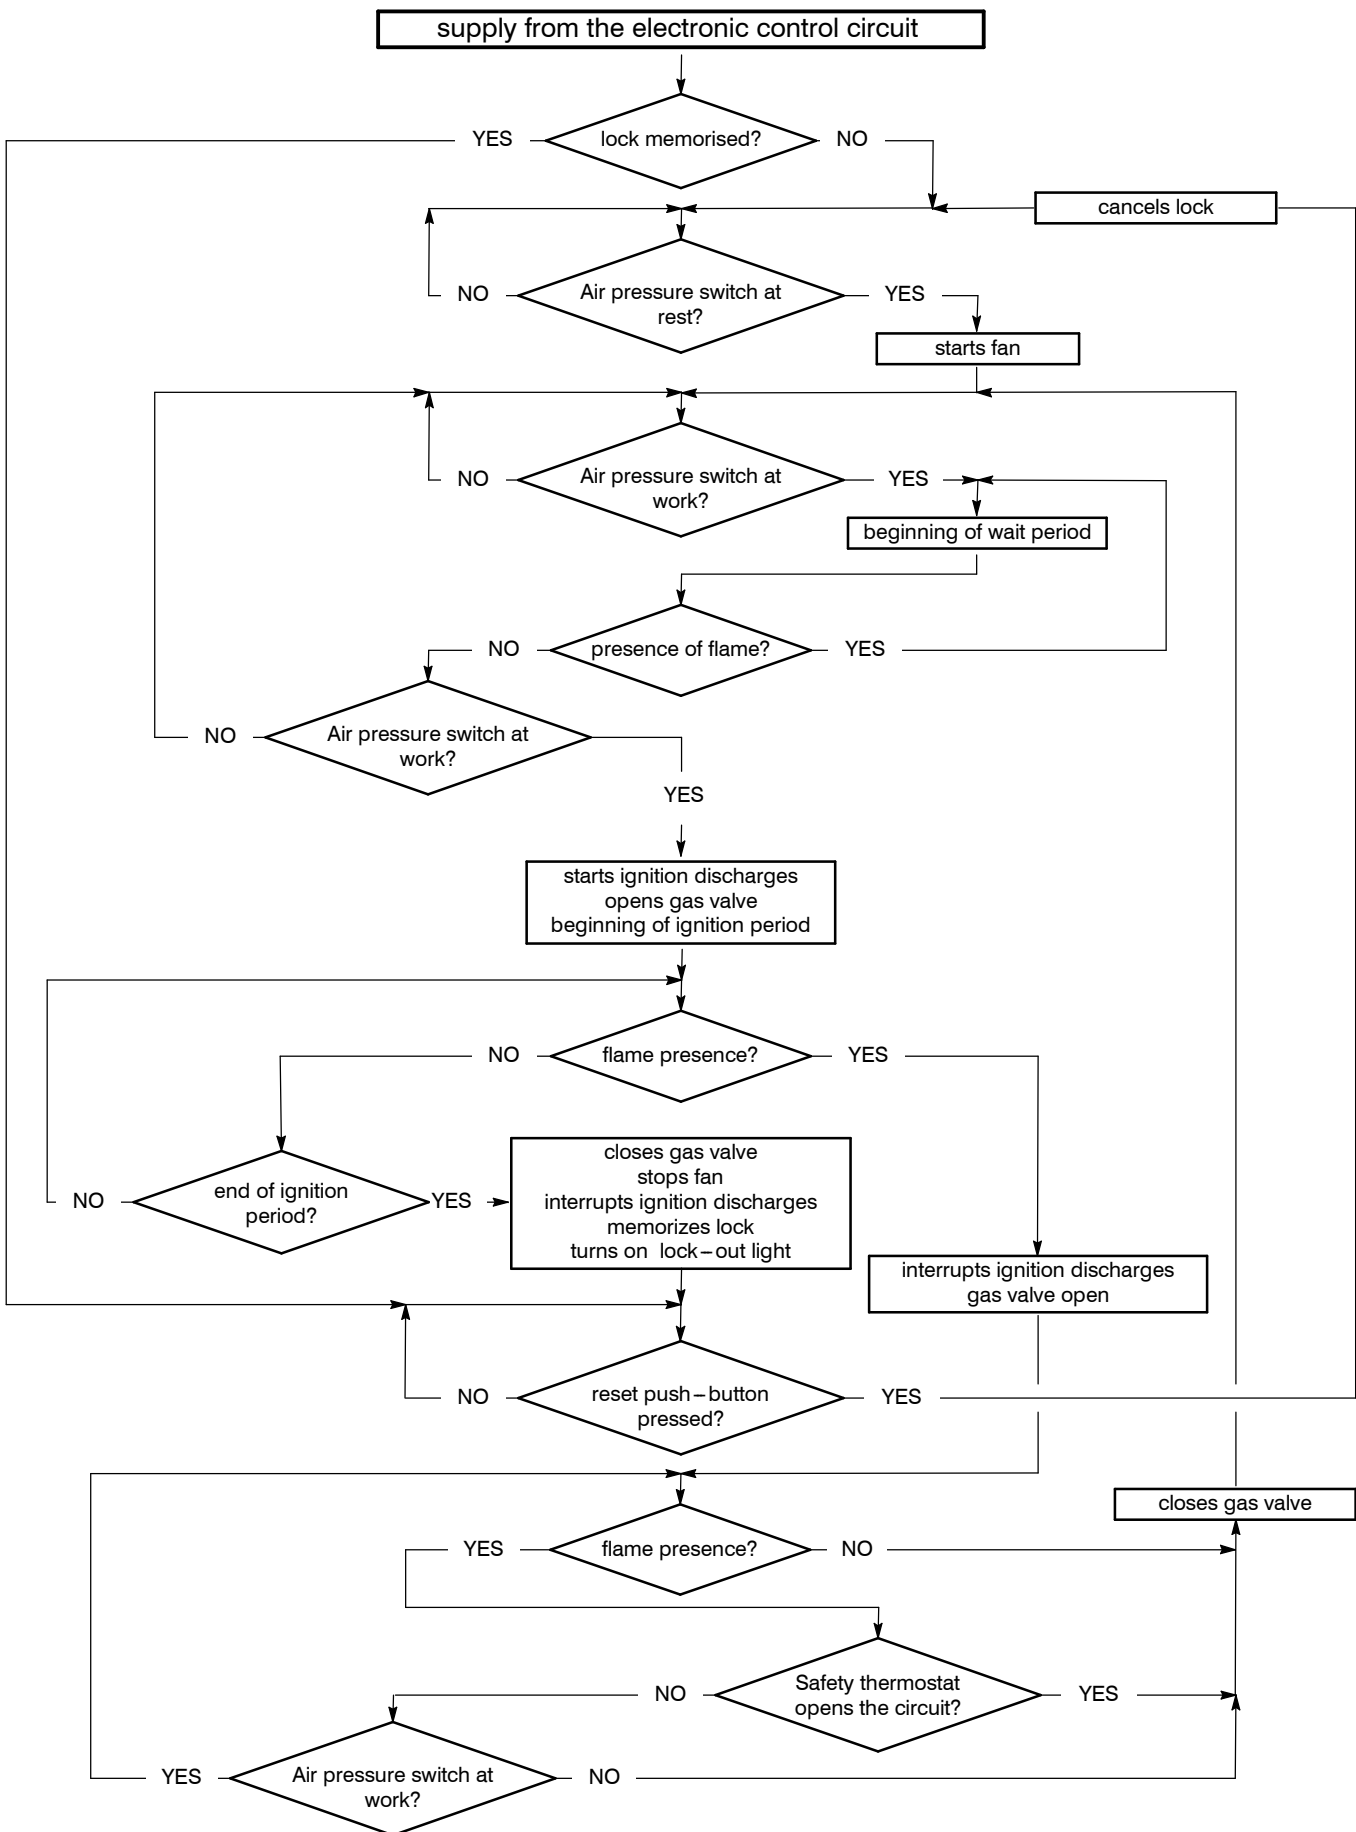 supply from the electronic control circuit
YES
lock memorised?
NO
cancels lock
NO
Air pressure switch at
rest?
YES
starts fan
NO
Air pressure switch at
work?
YES
beginning of wait period
NO
presence of flame?
YES
NO
Air pressure switch at
work?
YES
starts ignition discharges
opens gas valve
beginning of ignition period
NO
flame presence?
YES
NO
end of ignition
period?
YES
closes gas valve
stops fan
interrupts ignition discharges
memorizes lock
turns on lock–out light
interrupts ignition discharges
gas valve open
NO
reset push–button
pressed?
YES
closes gas valve
YES
flame presence?
NO
NO
Safety thermostat
opens the circuit?
YES
YES
Air pressure switch at
work?
NO